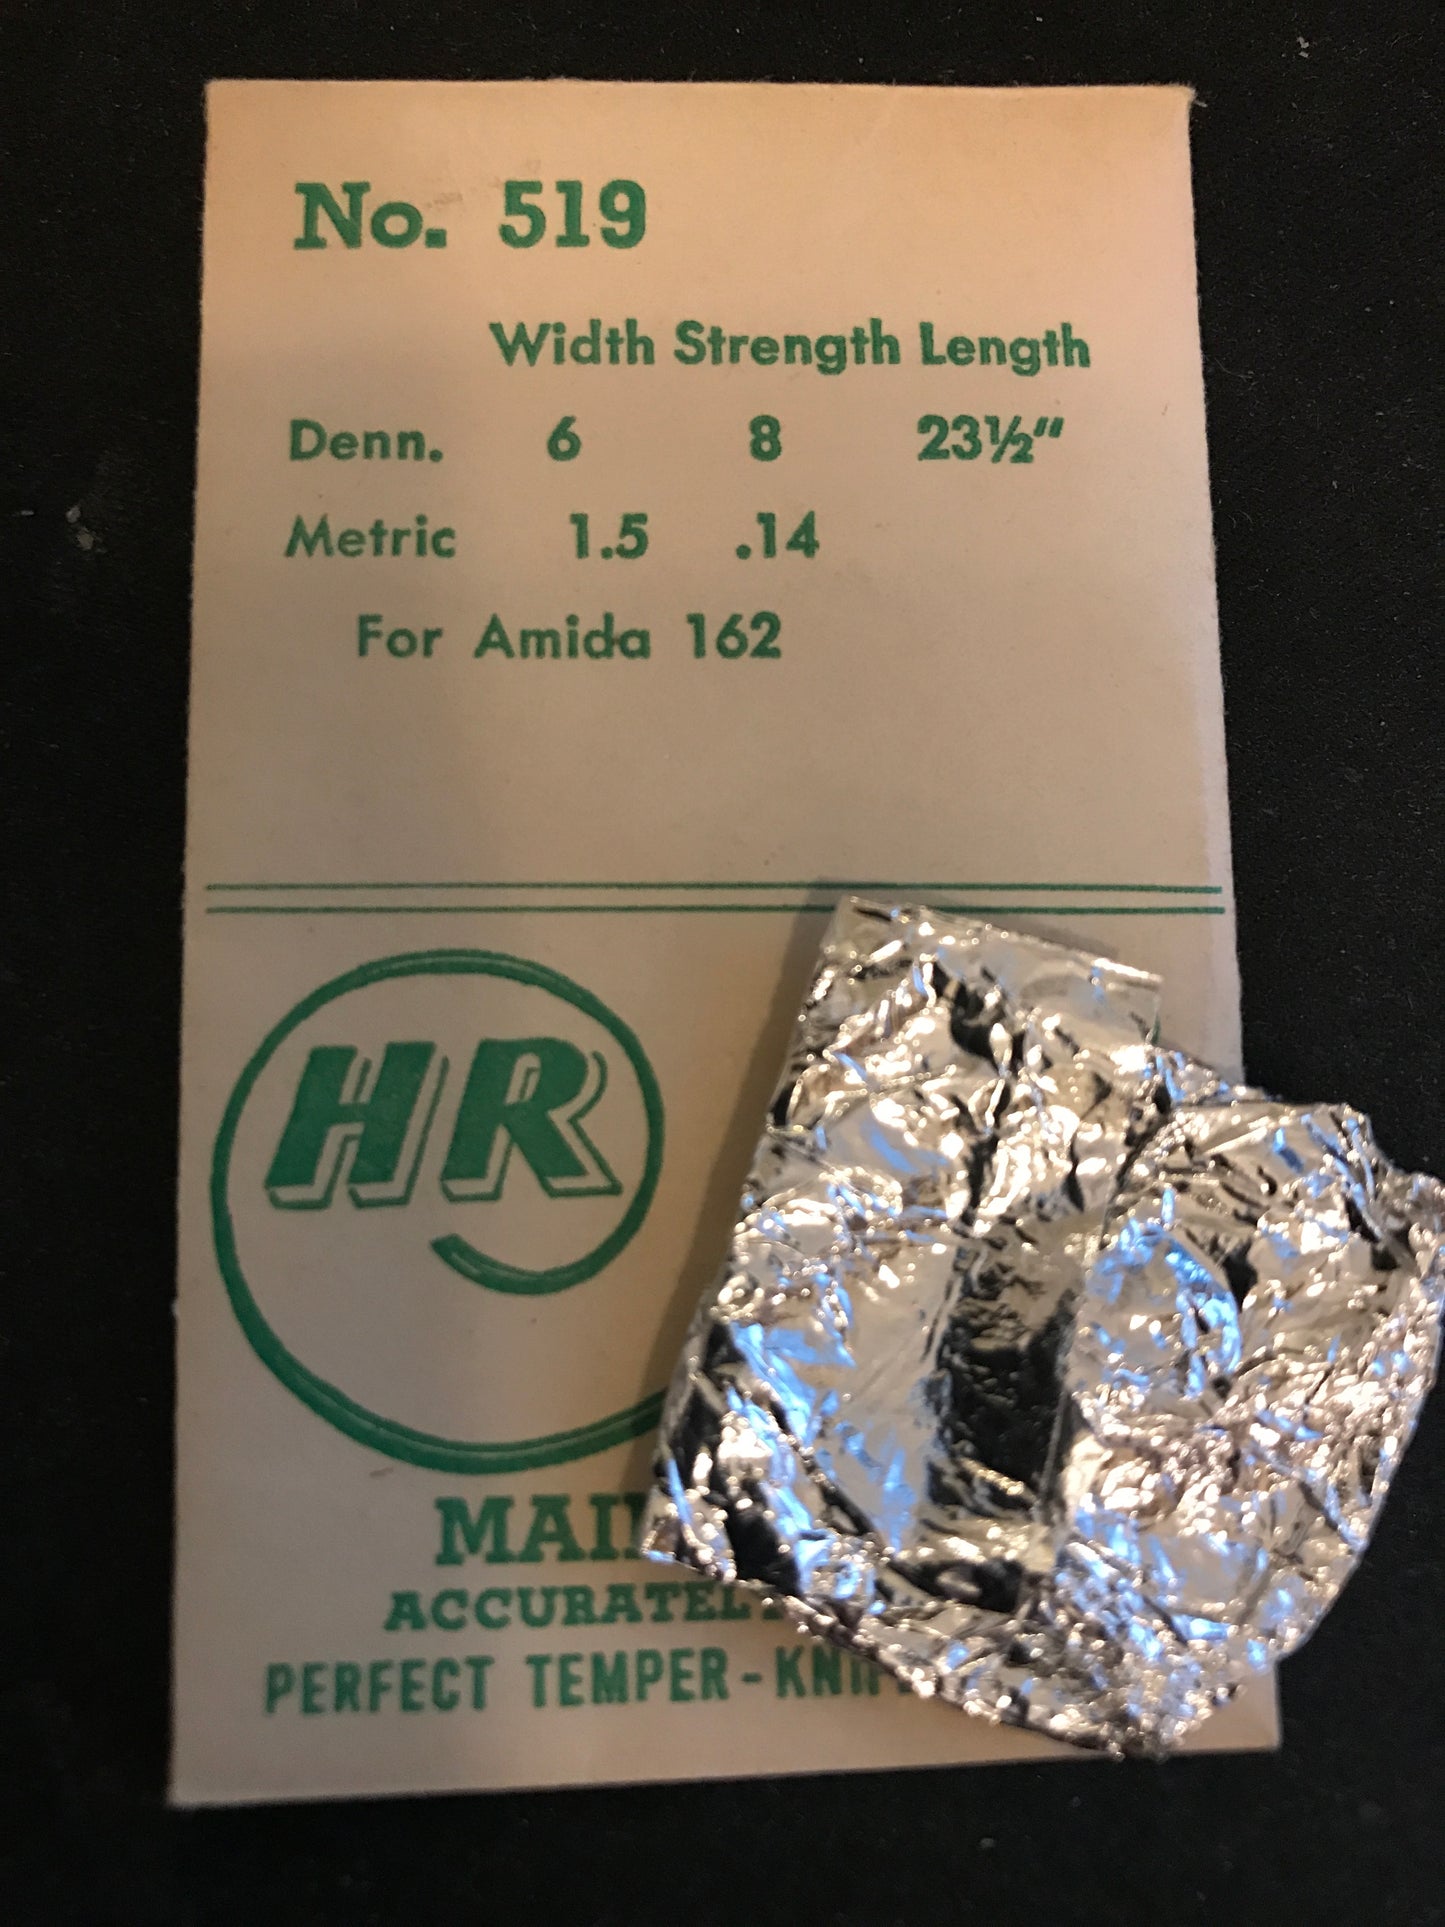 No. 519
Width Strength Length
Denn. 6 8 23½"
Metric 1.5 .14
For Amida 162
HR
PERFECT TEMPER -